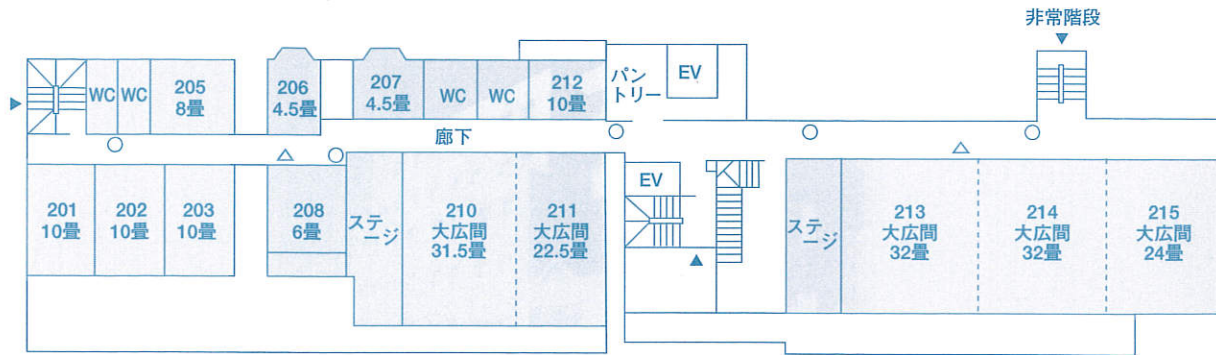 非常階段
WC
WC
205
8畳
206
4.5畳
207
4.5畳
WC
WC
212
10畳
パン
トリー
EV
廊下
201
10畳
202
10畳
203
10畳
208
6畳
ステ
ージ
210
大広間
31.5畳
211
大広間
22.5畳
EV
ステ
ージ
213
大広間
32畳
214
大広間
32畳
215
大広間
24畳